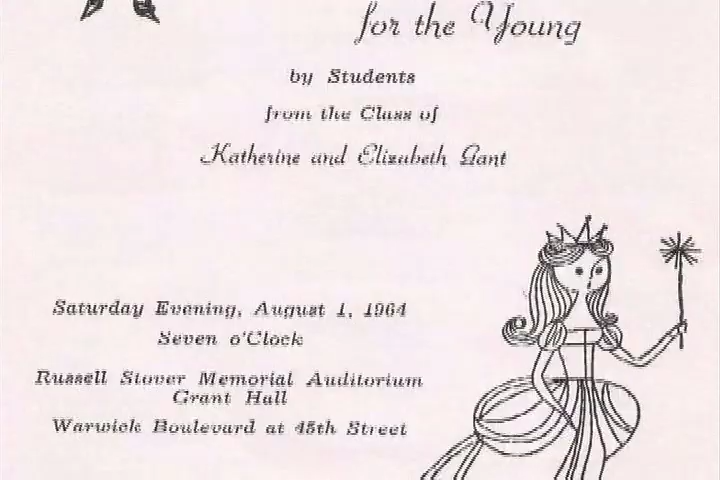 for the Young
by Students
from the Class of
Katherine and Elizabeth Gant
Saturday Evening, August 1, 1964
Seven o'Clock
Russell Stover Memorial Auditorium
Grant Hall
Warwick Boulevard at 45th Street